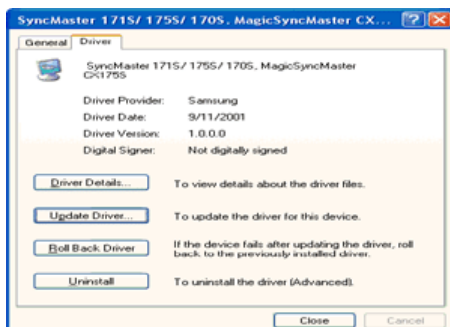 SyncMaster 171S/ 175S/ 170S, MagicSyncMaster CX...
General Driver
SyncMaster 171S/ 175S/ 170S, MagicSyncMaster
CX175S
Driver Provider: Samsung
Driver Date: 9/11/2001
Driver Version: 1.0.0.0
Digital Signer: Not digitally signed
Driver Details... To view details about the driver files.
Update Driver... To update the driver for this device.
Roll Back Driver If the device fails after updating the driver, roll
back to the previously installed driver.
Uninstall To uninstall the driver (Advanced).
Close Cancel